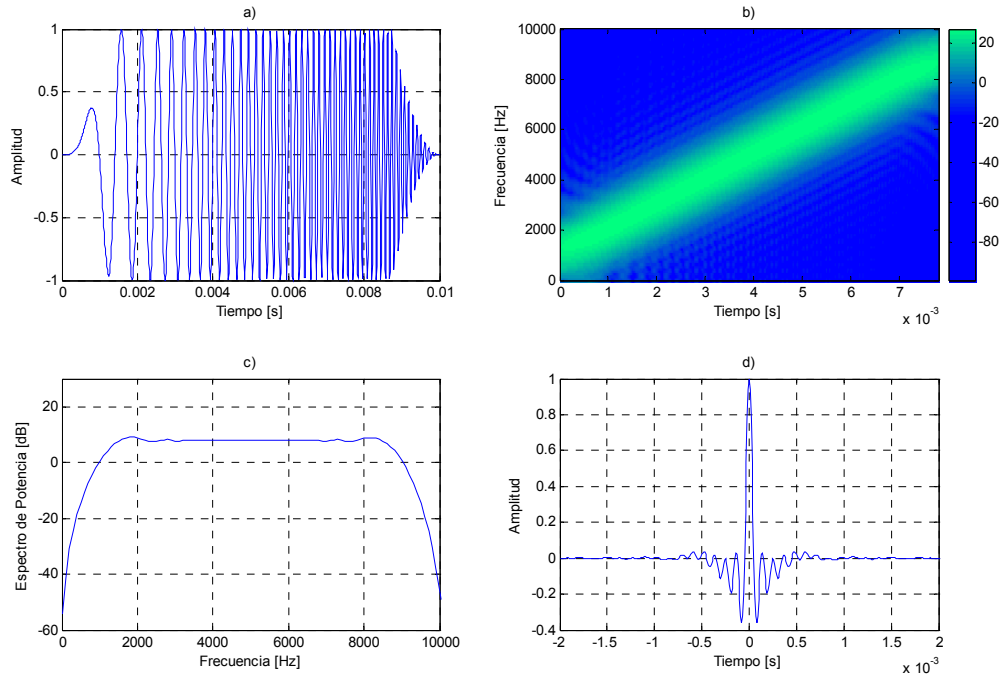 a)
1
0.5
0
-0.5
-1
Amplitud
0 0.002 0.004 0.006 0.008 0.01
Tiempo [s]
b)
10000
8000
6000
4000
2000
0
Frecuencia [Hz]
0 1 2 3 4 5 6 7
Tiempo [s]
x 10-3
20
0
-20
-40
-60
-80
c)
20
0
-20
-40
-60
Espectro de Potencia [dB]
0 2000 4000 6000 8000 10000
Frecuencia [Hz]
d)
1
0.8
0.6
0.4
0.2
0
-0.2
-0.4
Amplitud
-2 -1.5 -1 -0.5 0 0.5 1 1.5 2
Tiempo [s]
x 10-3